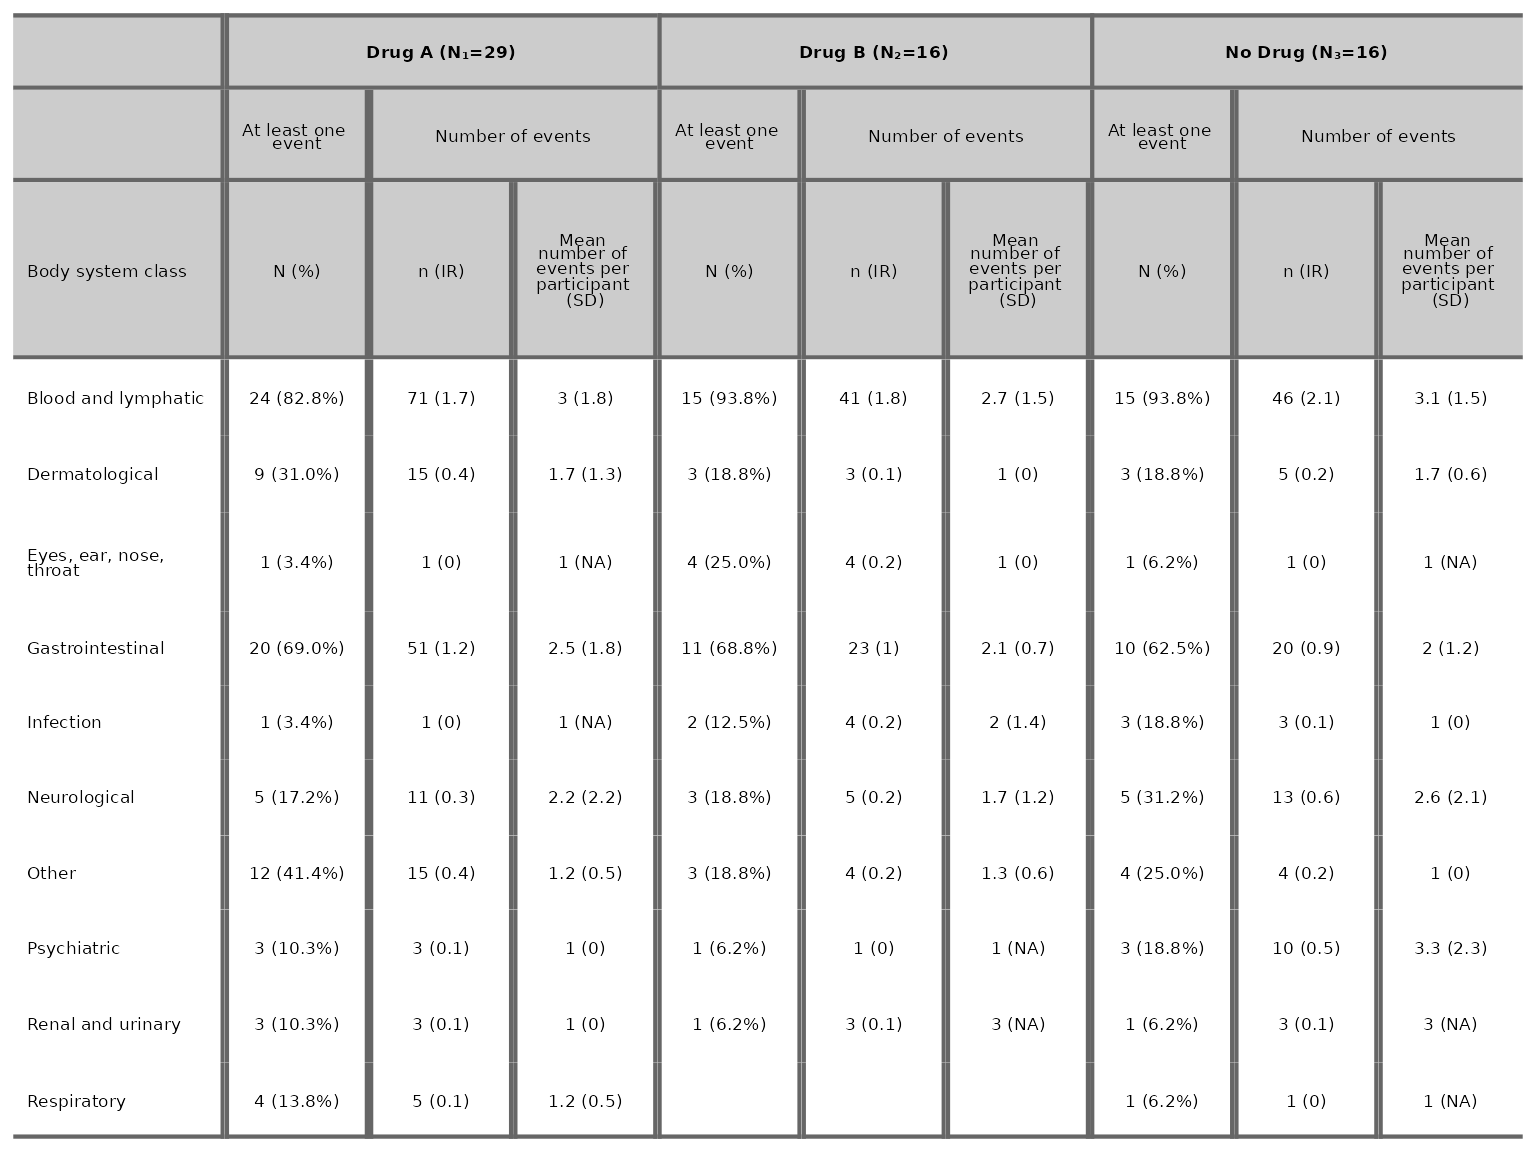 Drug A (N₁=29) Drug B (N₂=16) No Drug (N₃=16)
At least one
event Number of events At least one
event Number of events At least one
event Number of events
Body system class N (%) n (IR) Mean
number of
events per
participant
(SD) N (%) n (IR) Mean
number of
events per
participant
(SD) N (%) n (IR) Mean
number of
events per
participant
(SD)
Blood and lymphatic 24 (82.8%) 71 (1.7) 3 (1.8) 15 (93.8%) 41 (1.8) 2.7 (1.5) 15 (93.8%) 46 (2.1) 3.1 (1.5)
Dermatological 9 (31.0%) 15 (0.4) 1.7 (1.3) 3 (18.8%) 3 (0.1) 1 (0) 3 (18.8%) 5 (0.2) 1.7 (0.6)
Eyes, ear, nose,
throat 1 (3.4%) 1 (0) 1 (NA) 4 (25.0%) 4 (0.2) 1 (0) 1 (6.2%) 1 (0) 1 (NA)
Gastrointestinal 20 (69.0%) 51 (1.2) 2.5 (1.8) 11 (68.8%) 23 (1) 2.1 (0.7) 10 (62.5%) 20 (0.9) 2 (1.2)
Infection 1 (3.4%) 1 (0) 1 (NA) 2 (12.5%) 4 (0.2) 2 (1.4) 3 (18.8%) 3 (0.1) 1 (0)
Neurological 5 (17.2%) 11 (0.3) 2.2 (2.2) 3 (18.8%) 5 (0.2) 1.7 (1.2) 5 (31.2%) 13 (0.6) 2.6 (2.1)
Other 12 (41.4%) 15 (0.4) 1.2 (0.5) 3 (18.8%) 4 (0.2) 1.3 (0.6) 4 (25.0%) 4 (0.2) 1 (0)
Psychiatric 3 (10.3%) 3 (0.1) 1 (0) 1 (6.2%) 1 (0) 1 (NA) 3 (18.8%) 10 (0.5) 3.3 (2.3)
Renal and urinary 3 (10.3%) 3 (0.1) 1 (0) 1 (6.2%) 3 (0.1) 3 (NA) 1 (6.2%) 3 (0.1) 3 (NA)
Respiratory 4 (13.8%) 5 (0.1) 1.2 (0.5) 1 (6.2%) 1 (0) 1 (NA)